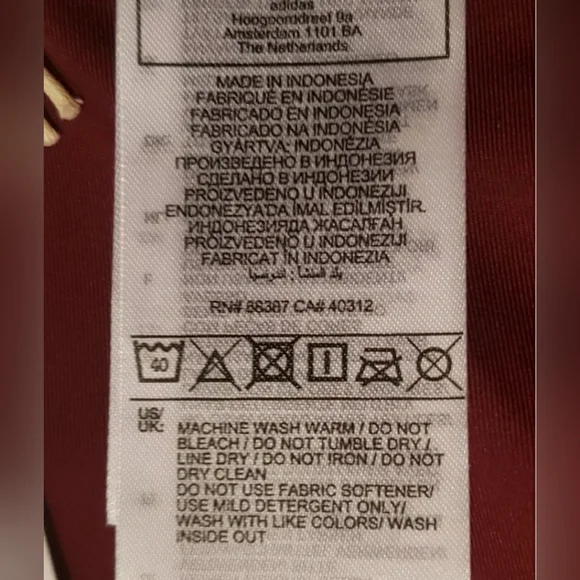 adidas
Hoogoorddreef 9a
Amsterdam 1101 BA
The Netherlands
MADE IN INDONESIA
FABRIQUÉ EN INDONÉSIE
FABRICADO EN INDONESIA
FABRICADO NA INDONÉSIA
GYÁRTVA: INDONÉZIA
ПРОИЗВЕДЕНО В ИНДОНЕЗИЯ
СДЕЛАНО В ИНДОНЕЗИИ
PROIZVEDENO U INDONEZIJI
ENDONEZYA'DA İMAL EDİLMİŞTİR.
ИНДОНЕЗИЯДА ЖАСАЛҒАН
PROIZVEDENO U INDONEZIJI
FABRICAT ÎN INDONEZIA
بلد المنشأ : اندونيسيا
RN# 88387 CA# 40312
40
US/
UK: MACHINE WASH WARM / DO NOT
BLEACH / DO NOT TUMBLE DRY /
LINE DRY / DO NOT IRON / DO NOT
DRY CLEAN
DO NOT USE FABRIC SOFTENER/
USE MILD DETERGENT ONLY/
WASH WITH LIKE COLORS/ WASH
INSIDE OUT